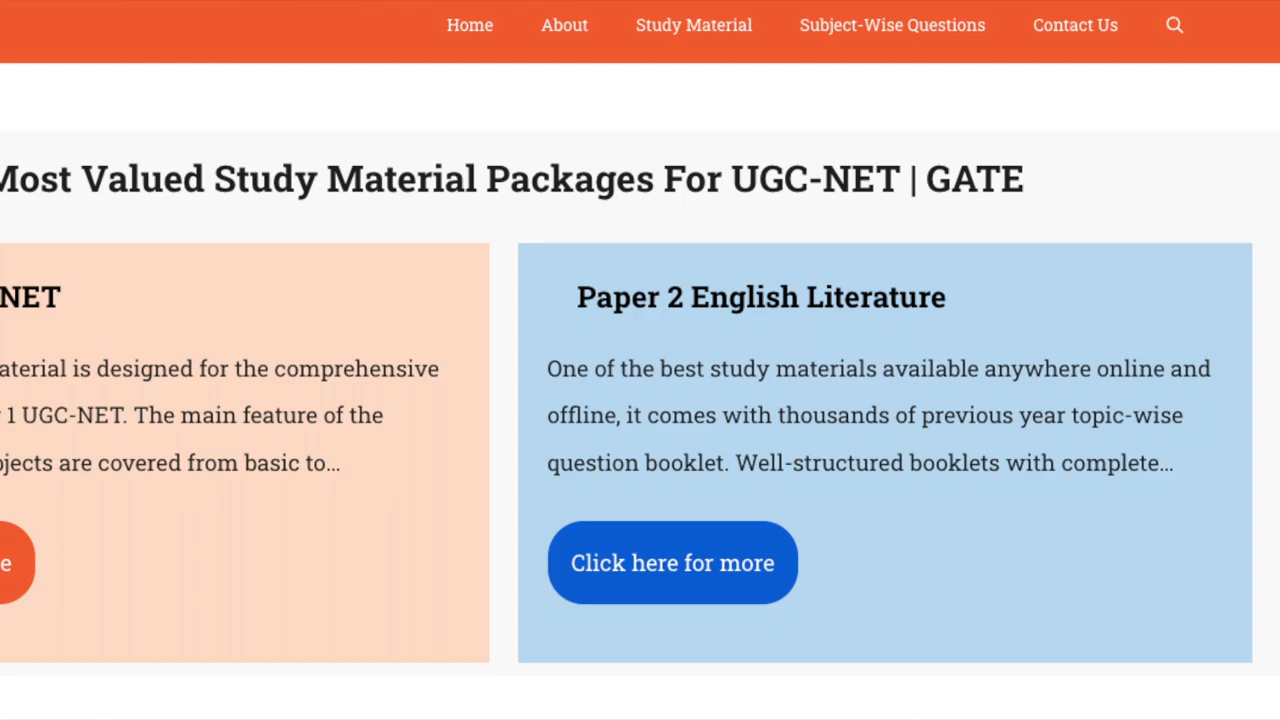 Home About Study Material Subject-Wise Questions Contact Us
Most Valued Study Material Packages For UGC-NET | GATE
NET
is designed for the comprehensive
1 UGC-NET. The main feature of the
are covered from basic to...
Paper 2 English Literature
One of the best study materials available anywhere online and
offline, it comes with thousands of previous year topic-wise
question booklet. Well-structured booklets with complete...
Click here for more